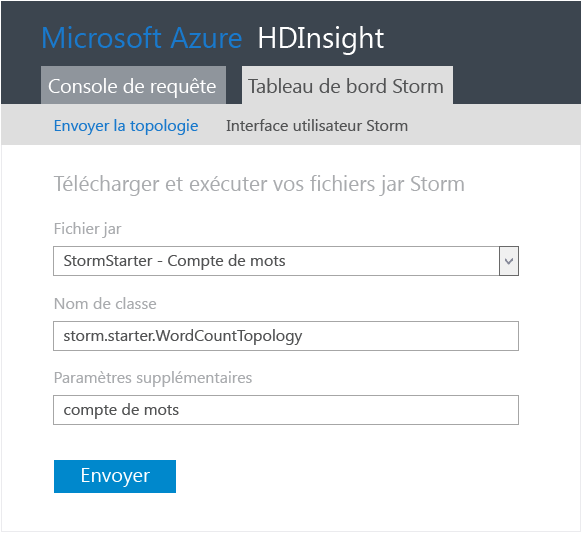 Microsoft Azure HDInsight
Console de requête Tableau de bord Storm
Envoyer la topologie Interface utilisateur Storm
Télécharger et exécuter vos fichiers jar Storm
Fichier jar
StormStarter - Compte de mots
Nom de classe
storm.starter.WordCountTopology
Paramètres supplémentaires
compte de mots
Envoyer